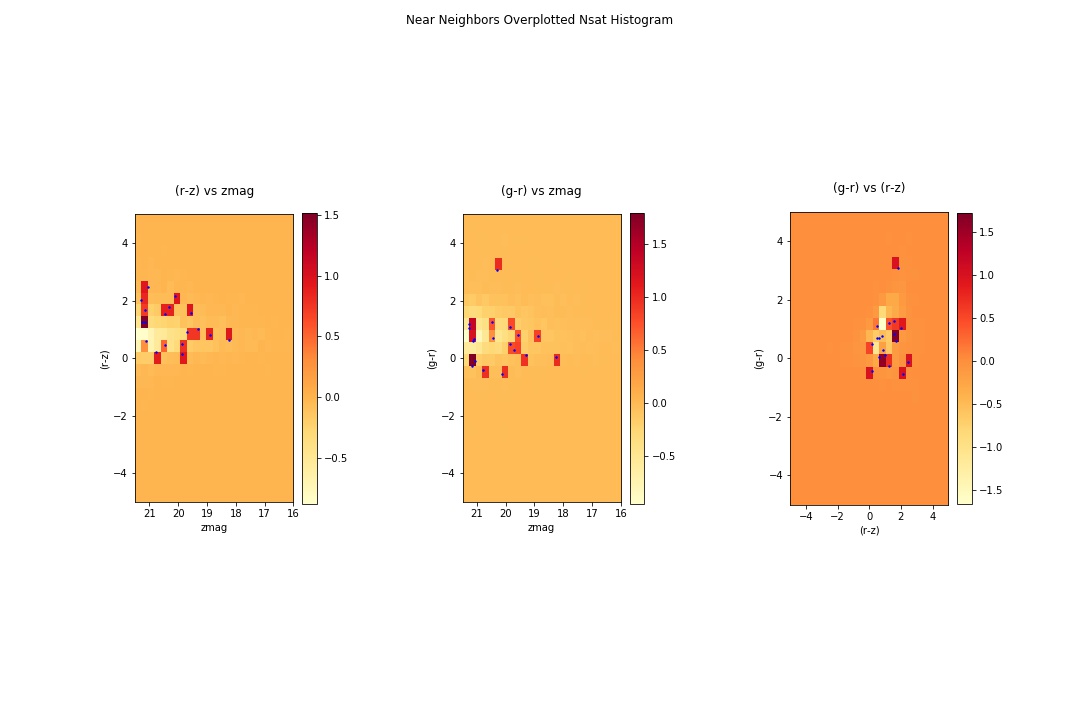 Near Neighbors Overplotted Nsat Histogram
(r-z) vs zmag
(g-r) vs zmag
(g-r) vs (r-z)
4
2
0
−2
−4
(r-z)
21 20 19 18 17 16
zmag
1.5
1.0
0.5
0.0
−0.5
4
2
0
−2
−4
(g-r)
21 20 19 18 17 16
zmag
1.5
1.0
0.5
0.0
−0.5
4
2
0
−2
−4
(g-r)
−4 −2 0 2 4
(r-z)
1.5
1.0
0.5
0.0
−0.5
−1.0
−1.5